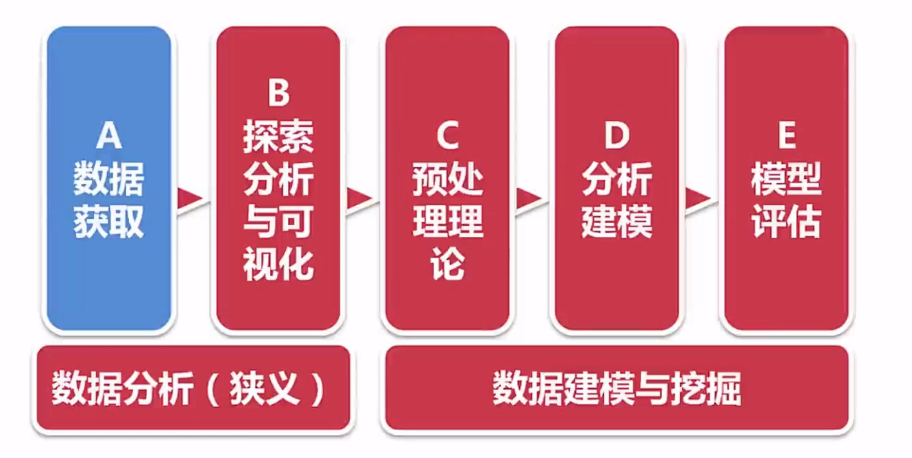 A
数据
获取
B
探索
分析
与可
视化
C
预处
理理
论
D
分析
建模
E
模型
评估
数据分析（狭义）
数据建模与挖掘